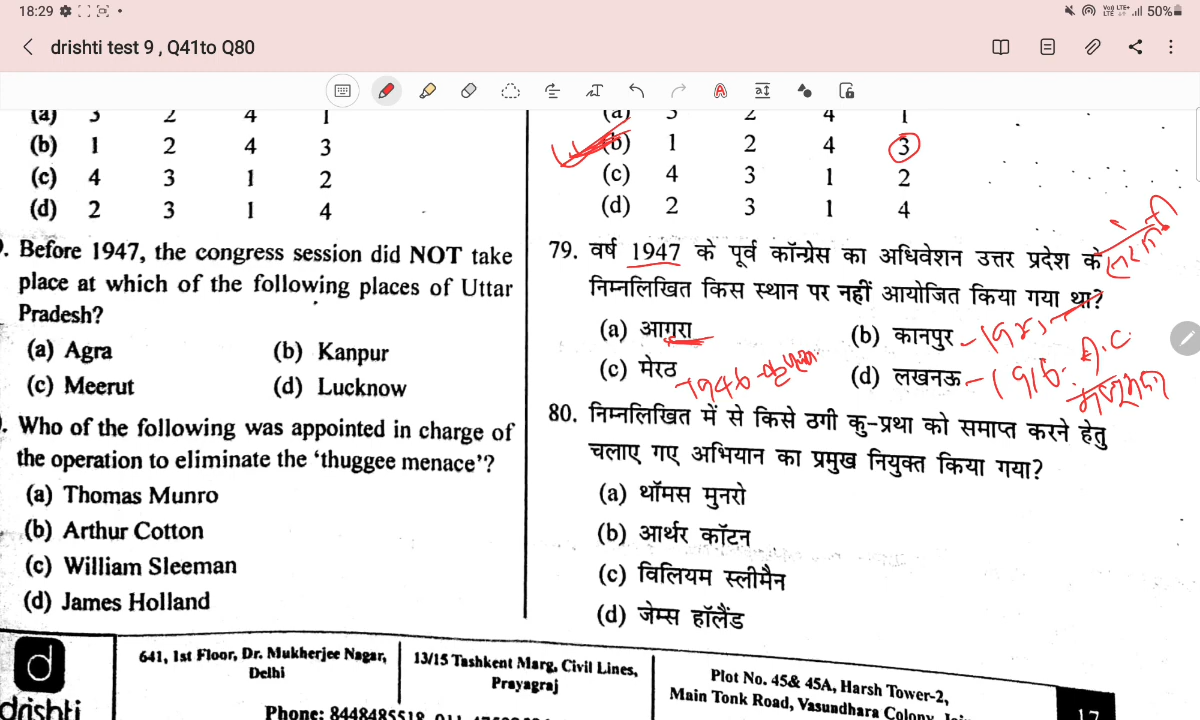 18:29
50%
drishti test 9 , Q41to Q80
(a) 3 2 4 1
(b) 1 2 4 3
(c) 4 3 1 2
(d) 2 3 1 4
. Before 1947, the congress session did NOT take
place at which of the following places of Uttar
Pradesh?
(a) Agra (b) Kanpur
(c) Meerut (d) Lucknow
. Who of the following was appointed in charge of
the operation to eliminate the ‘thuggee menace’?
(a) Thomas Munro
(b) Arthur Cotton
(c) William Sleeman
(d) James Holland
(a) 3 2 4 1
(b) 1 2 4 3
(c) 4 3 1 2
(d) 2 3 1 4
79. वर्ष 1947 के पूर्व कॉन्ग्रेस का अधिवेशन उत्तर प्रदेश के
निम्नलिखित किस स्थान पर नहीं आयोजित किया गया था?
(a) आगरा (b) कानपुर
(c) मेरठ 1946 (d) लखनऊ - 1916 A.C.
80. निम्नलिखित में से किसे ठगी कु-प्रथा को समाप्त करने हेतु
चलाए गए अभियान का प्रमुख नियुक्त किया गया?
(a) थॉमस मुनरो
(b) आर्थर कॉटन
(c) विलियम स्लीमैन
(d) जेम्स हॉलैंड
d
drishti
641, 1st Floor, Dr. Mukherjee Nagar,
Delhi
13/15 Tashkent Marg, Civil Lines,
Prayagraj
Plot No. 45& 45A, Harsh Tower-2,
Main Tonk Road, Vasundhara Colony,
Phone: 8448485518,
17